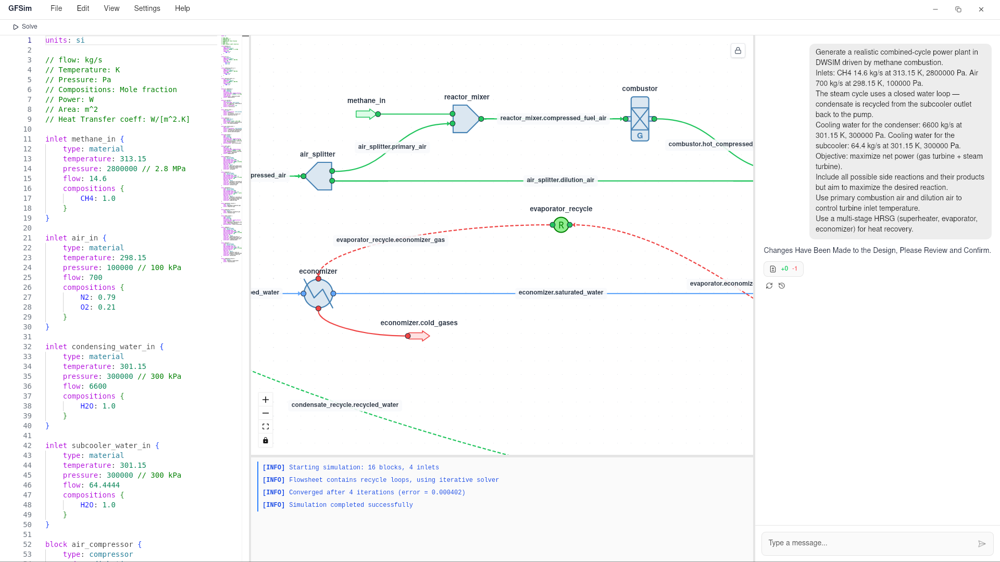 GFSim File Edit View Settings Help
Solve
1 units: si
2
3 // flow: kg/s
4 // Temperature: K
5 // Pressure: Pa
6 // Compositions: Mole fraction
7 // Power: W
8 // Area: m^2
9 // Heat Transfer coeff: W/[m^2.K]
10
11 inlet methane_in {
12 type: material
13 temperature: 313.15
14 pressure: 2800000 // 2.8 MPa
15 flow: 14.6
16 compositions {
17 CH4: 1.0
18 }
19 }
20
21 inlet air_in {
22 type: material
23 temperature: 298.15
24 pressure: 100000 // 100 kPa
25 flow: 700
26 compositions {
27 N2: 0.79
28 O2: 0.21
29 }
30 }
31
32 inlet condensing_water_in {
33 type: material
34 temperature: 301.15
35 pressure: 300000 // 300 kPa
36 flow: 6600
37 compositions {
38 H2O: 1.0
39 }
40 }
41
42 inlet subcooler_water_in {
43 type: material
44 temperature: 301.15
45 pressure: 300000 // 300 kPa
46 flow: 64.4444
47 compositions {
48 H2O: 1.0
49 }
50 }
51
52 block air_compressor {
53 type: compressor
combustor
reactor_mixer
methane_in
reactor_mixer.compressed_fuel_air
G
combustor.hot_compressed
air_splitter.primary_air
air_splitter
pressed_air
air_splitter.dilution_air
evaporator_recycle
R
evaporator_recycle.economizer_gas
economizer
evaporator.economiz
ed_water
economizer.saturated_water
economizer.cold_gases
condensate_recycle.recycled_water
[INFO] Starting simulation: 16 blocks, 4 inlets
[INFO] Flowsheet contains recycle loops, using iterative solver
[INFO] Converged after 4 iterations (error = 0.000402)
[INFO] Simulation completed successfully
Generate a realistic combined-cycle power plant in
DWSIM driven by methane combustion.
Inlets: CH4 14.6 kg/s at 313.15 K, 2800000 Pa. Air
700 kg/s at 298.15 K, 100000 Pa.
The steam cycle uses a closed water loop —
condensate is recycled from the subcooler outlet
back to the pump.
Cooling water for the condenser: 6600 kg/s at
301.15 K, 300000 Pa. Cooling water for the
subcooler: 64.4 kg/s at 301.15 K, 300000 Pa.
Objective: maximize net power (gas turbine + steam
turbine).
Include all possible side reactions and their products
but aim to maximize the desired reaction.
Use primary combustion air and dilution air to
control turbine inlet temperature.
Use a multi-stage HRSG (superheater, evaporator,
economizer) for heat recovery.
Changes Have Been Made to the Design, Please Review and Confirm.
+0 -1
Type a message...